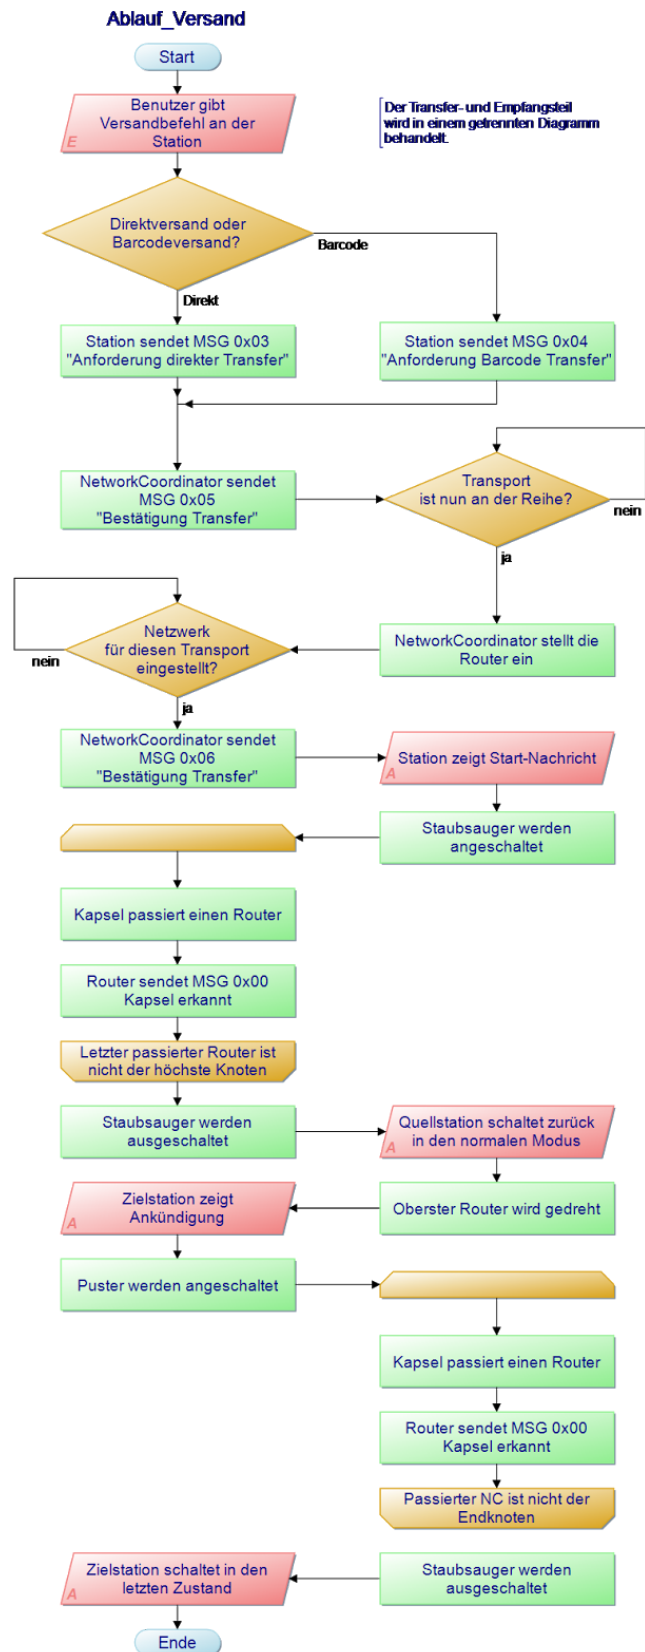 Ablauf_Versand
Start
Benutzer gibt
Versandbefehl an der
Station
E
Der Transfer- und Empfangsteil
wird in einem getrennten Diagramm
behandelt.
Direktversand oder
Barcodeversand?
Barcode
Direkt
Station sendet MSG 0x03
"Anforderung direkter Transfer"
Station sendet MSG 0x04
"Anforderung Barcode Transfer"
NetworkCoordinator sendet
MSG 0x05
"Bestätigung Transfer"
Transport
ist nun an der Reihe?
nein
ja
NetworkCoordinator stellt die
Router ein
Netzwerk
für diesen Transport
eingestellt?
nein
ja
NetworkCoordinator sendet
MSG 0x06
"Bestätigung Transfer"
Station zeigt Start-Nachricht
A
Staubsauger werden
angeschaltet
Kapsel passiert einen Router
Router sendet MSG 0x00
Kapsel erkannt
Letzter passierter Router ist
nicht der höchste Knoten
Staubsauger werden
ausgeschaltet
Quellstation schaltet zurück
in den normalen Modus
A
Oberster Router wird gedreht
Zielstation zeigt
Ankündigung
A
Puster werden angeschaltet
Kapsel passiert einen Router
Router sendet MSG 0x00
Kapsel erkannt
Passierter NC ist nicht der
Endknoten
Staubsauger werden
ausgeschaltet
Zielstation schaltet in den
letzten Zustand
A
Ende